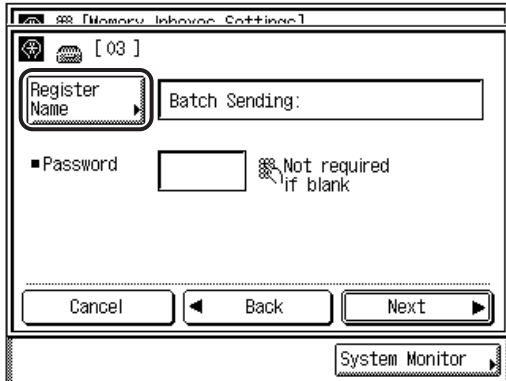 [Memory Inboxes Settings]
[ 03 ]
Register
Name
Batch Sending:
■Password
Not required
if blank
Cancel
◀ Back
Next ▶
System Monitor